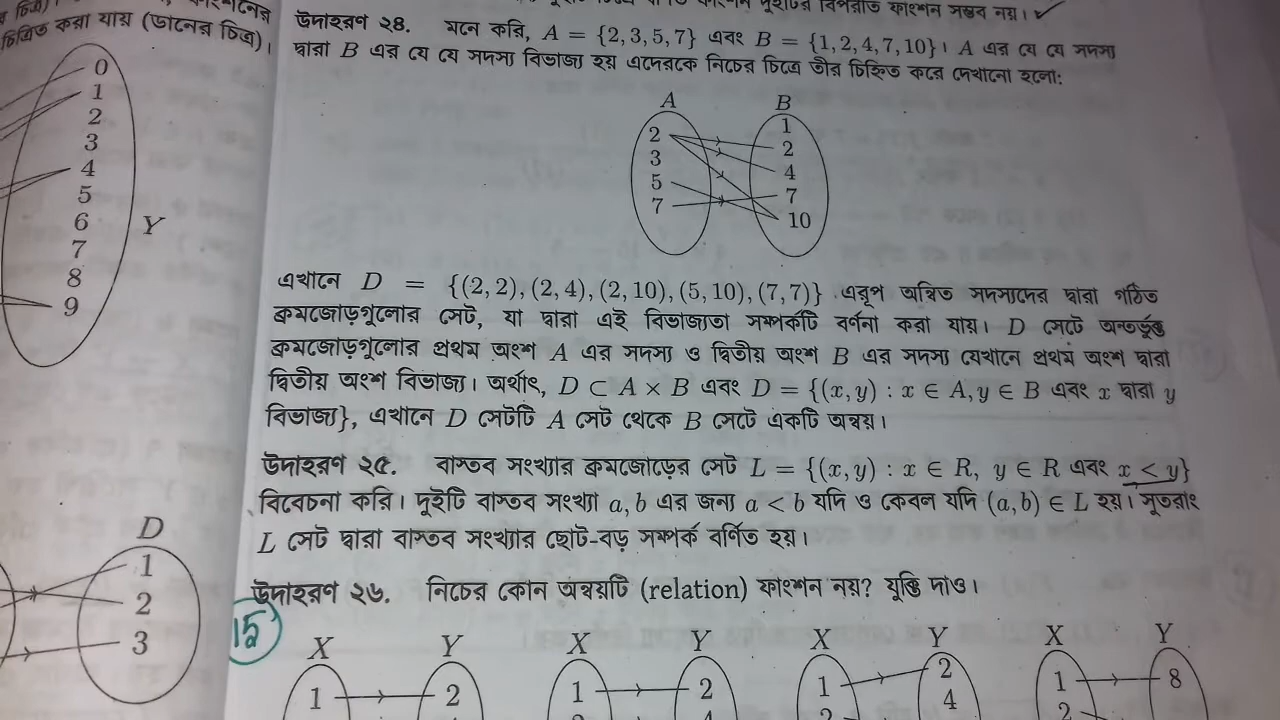 চিত্রিত করা যায় (ডানের চিত্র)।
0
1
2
3
4
5
6
7
8
9
Y
D
1
2
3
উদাহরণ ২৪. মনে করি, A = {2, 3, 5, 7} এবং B = {1, 2, 4, 7, 10}। A এর যে যে সদস্য
দ্বারা B এর যে যে সদস্য বিভাজ্য হয় এদেরকে নিচের চিত্রে তীর চিহ্নিত করে দেখানো হলো:
A B
2 1
3 2
5 4
7 7
10
এখানে D = {(2, 2), (2, 4), (2, 10), (5, 10), (7, 7)} এরূপ অন্বিত সদস্যদের দ্বারা গঠিত
ক্রমজোড়গুলোর সেট, যা দ্বারা এই বিভাজ্যতা সম্পর্কটি বর্ণনা করা যায়। D সেটে অন্তর্ভুক্ত
ক্রমজোড়গুলোর প্রথম অংশ A এর সদস্য ও দ্বিতীয় অংশ B এর সদস্য যেখানে প্রথম অংশ দ্বারা
দ্বিতীয় অংশ বিভাজ্য। অর্থাৎ, D ⊂ A × B এবং D = {(x, y) : x ∈ A, y ∈ B এবং x দ্বারা y
বিভাজ্য}, এখানে D সেটটি A সেট থেকে B সেটে একটি অন্বয়।
উদাহরণ ২৫. বাস্তব সংখ্যার ক্রমজোড়ের সেট L = {(x, y) : x ∈ R, y ∈ R এবং x < y}
বিবেচনা করি। দুইটি বাস্তব সংখ্যা a, b এর জন্য a < b যদি ও কেবল যদি (a, b) ∈ L হয়। সুতরাং
L সেট দ্বারা বাস্তব সংখ্যার ছোট-বড় সম্পর্ক বর্ণিত হয়।
উদাহরণ ২৬. নিচের কোন অন্বয়টি (relation) ফাংশন নয়? যুক্তি দাও।
X Y X Y X Y X Y
1 2 1 2 1 2 1 8
4
2